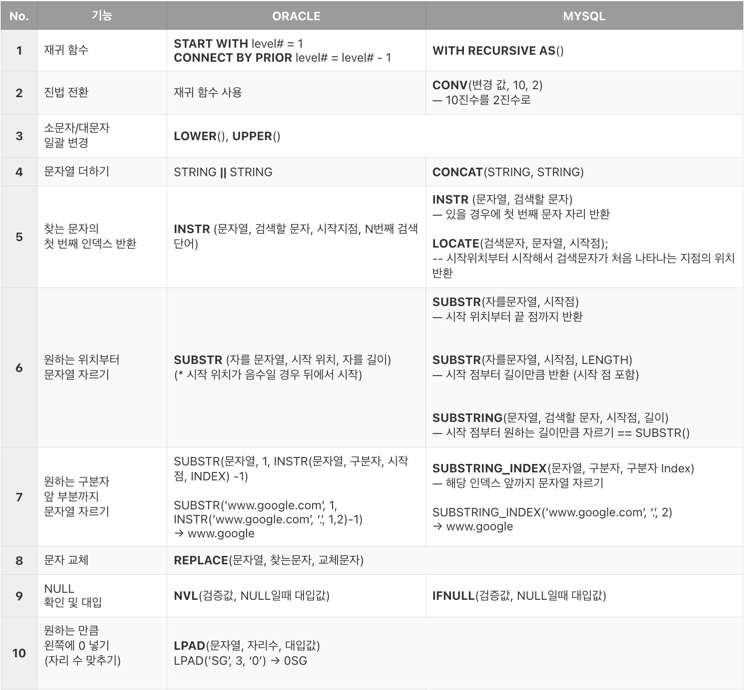 No. 기능 ORACLE MYSQL
1 재귀 함수
START WITH level# = 1
CONNECT BY PRIOR level# = level# - 1
WITH RECURSIVE AS()
2 진법 전환
재귀 함수 사용
CONV(변경 값, 10, 2)
— 10진수를 2진수로
3 소문자/대문자
일괄 변경
LOWER(), UPPER()
4 문자열 더하기
STRING || STRING
CONCAT(STRING, STRING)
5 찾는 문자의
첫 번째 인덱스 반환
INSTR (문자열, 검색할 문자, 시작지점, N번째 검색
단어)
INSTR (문자열, 검색할 문자)
— 있을 경우에 첫 번째 문자 자리 반환
LOCATE(검색문자, 문자열, 시작점);
-- 시작위치부터 시작해서 검색문자가 처음 나타나는 지점의 위치
반환
6 원하는 위치부터
문자열 자르기
SUBSTR (자를 문자열, 시작 위치, 자를 길이)
(* 시작 위치가 음수일 경우 뒤에서 시작)
SUBSTR(자를문자열, 시작점)
— 시작 위치부터 끝 점까지 반환
SUBSTR(자를문자열, 시작점, LENGTH)
— 시작 점부터 길이만큼 반환 (시작 점 포함)
SUBSTRING(문자열, 검색할 문자, 시작점, 길이)
— 시작 점부터 원하는 길이만큼 자르기 == SUBSTR()
7 원하는 구분자
앞 부분까지
문자열 자르기
SUBSTR(문자열, 1, INSTR(문자열, 구분자, 시작
점, INDEX) -1)
SUBSTR(‘www.google.com’, 1,
INSTR(‘www.google.com’, ‘.’, 1,2)-1)
→ www.google
SUBSTRING_INDEX(문자열, 구분자, 구분자 Index)
— 해당 인덱스 앞까지 문자열 자르기
SUBSTRING_INDEX(‘www.google.com’, ‘.’, 2)
→ www.google
8 문자 교체
REPLACE(문자열, 찾는문자, 교체문자)
9 NULL
확인 및 대입
NVL(검증값, NULL일때 대입값)
IFNULL(검증값, NULL일때 대입값)
10 원하는 만큼
왼쪽에 0 넣기
(자리 수 맞추기)
LPAD(문자열, 자리수, 대입값)
LPAD(‘SG’, 3, ‘0’) → 0SG